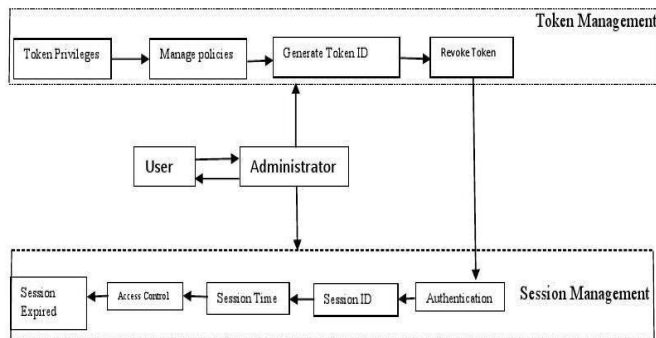 Token Management
Token Privileges
Manage policies
Generate Token ID
Revoke Token
User
Administrator
Session
Expired
Access Control
Session Time
Session ID
Authentication
Session Management